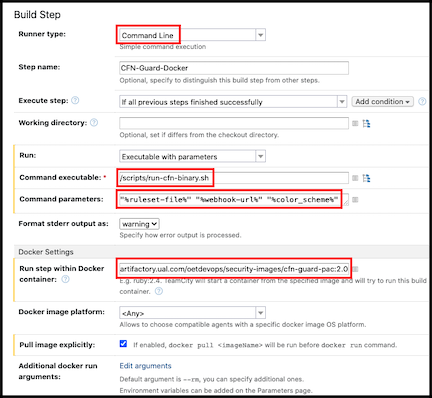 Build Step
Runner type: Command Line
Simple command execution
Step name: CFN-Guard-Docker
Optional, specify to distinguish this build step from other steps.
Execute step: If all previous steps finished successfully Add condition
Working directory:
Optional, set if differs from the checkout directory.
Run: Executable with parameters
Command executable: * /scripts/run-cfn-binary.sh
Command parameters: "%ruleset-file%" "%webhook-url%" "%color_scheme%"
Format stderr output as: warning
Specify how error output is processed.
Docker Settings
Run step within Docker container: artifactory.ual.com/oetdevops/security-images/cfn-guard-pac:2.0
E.g. ruby:2.4. TeamCity will start a container from the specified image and will try to run this build step within this container.
Docker image platform: <Any>
Allows to choose compatible agents with a specific docker image OS platform.
Pull image explicitly: If enabled, docker pull <imageName> will be run before docker run command.
Additional docker run arguments: Edit arguments
Default argument is --rm, you can specify additional ones.
Environment variables can be added on the Parameters page.